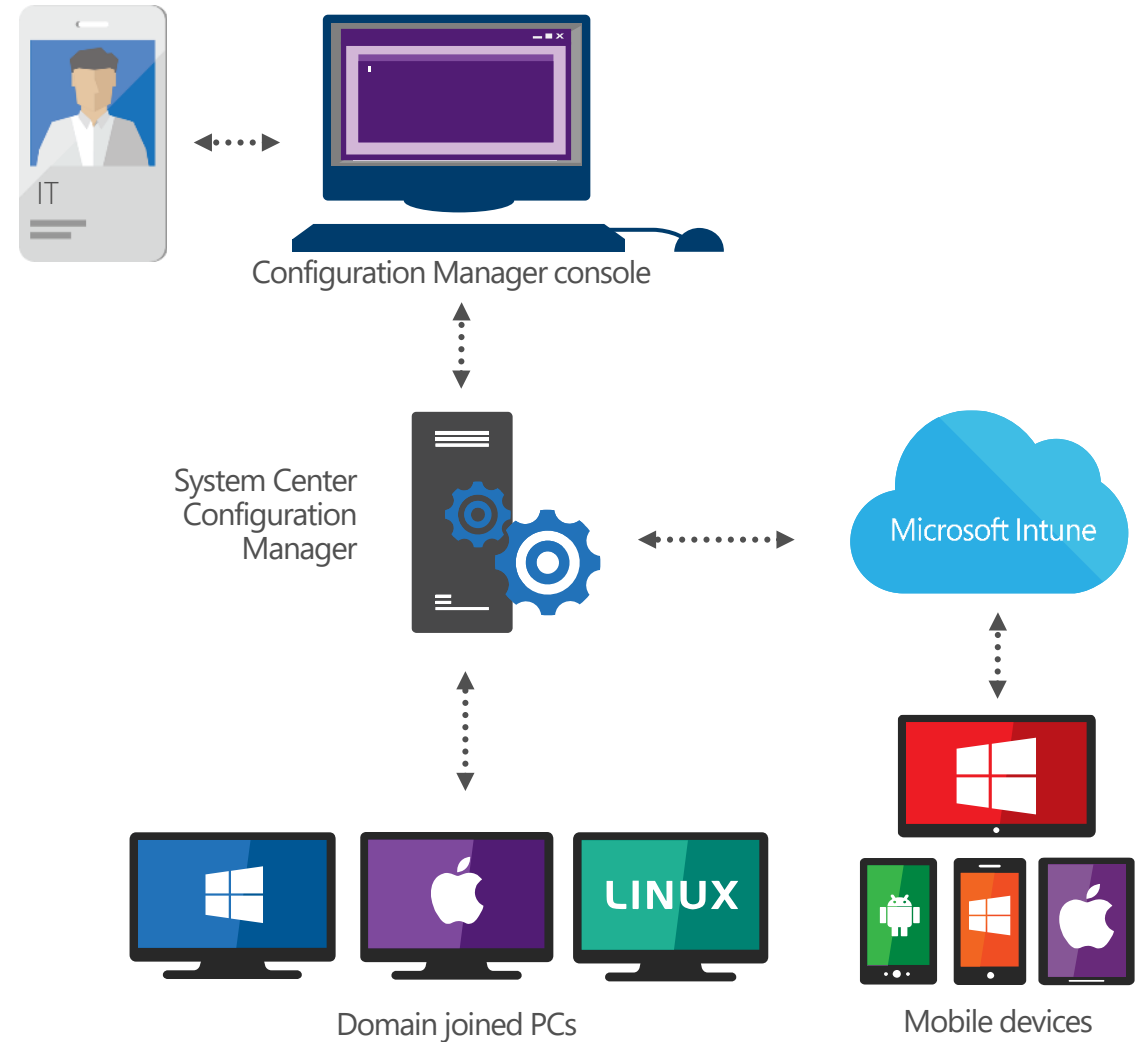 IT
Configuration Manager console
System Center
Configuration
Manager
Microsoft Intune
LINUX
Domain joined PCs
Mobile devices